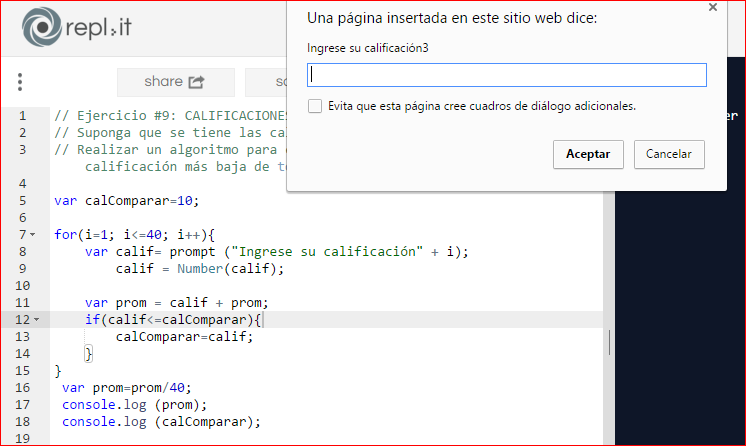 repl.it
Una página insertada en este sitio web dice:
Ingrese su calificación3
Evita que esta página cree cuadros de diálogo adicionales.
Aceptar
Cancelar
share
er
1 // Ejercicio #9: CALIFICACIONES
2 // Suponga que se tiene las ca
3 // Realizar un algoritmo para
calificación más baja de
4
5 var calComparar=10;
6
7 for(i=1; i<=40; i++){
8 var calif= prompt ("Ingrese su calificación" + i);
9 calif = Number(calif);
10
11 var prom = calif + prom;
12 if(calif<=calComparar){
13 calComparar=calif;
14 }
15 }
16 var prom=prom/40;
17 console.log (prom);
18 console.log (calComparar);
19